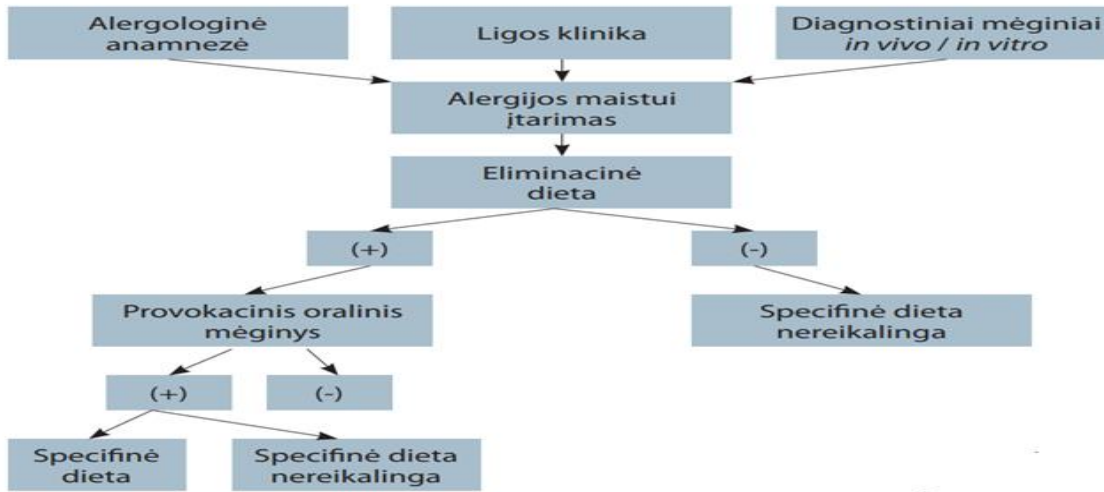 Alergologinė
anamnezė
Ligos klinika
Diagnostiniai mėginiai
in vivo / in vitro
Alergijos maistui
įtarimas
Eliminacinė
dieta
(+)
(-)
Provokacinis oralinis
mėginys
Specifinė dieta
nereikalinga
(+)
(-)
Specifinė
dieta
Specifinė dieta
nereikalinga